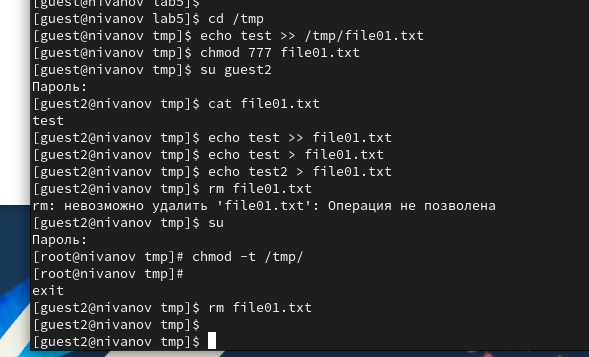 [guest@nivanov lab5]$
[guest@nivanov lab5]$ cd /tmp
[guest@nivanov tmp]$ echo test >> /tmp/file01.txt
[guest@nivanov tmp]$ chmod 777 file01.txt
[guest@nivanov tmp]$ su guest2
Пароль:
[guest2@nivanov tmp]$ cat file01.txt
test
[guest2@nivanov tmp]$ echo test >> file01.txt
[guest2@nivanov tmp]$ echo test > file01.txt
[guest2@nivanov tmp]$ echo test2 > file01.txt
[guest2@nivanov tmp]$ rm file01.txt
rm: невозможно удалить 'file01.txt': Операция не позволена
[guest2@nivanov tmp]$ su
Пароль:
[root@nivanov tmp]# chmod -t /tmp/
[root@nivanov tmp]#
exit
[guest2@nivanov tmp]$ rm file01.txt
[guest2@nivanov tmp]$
[guest2@nivanov tmp]$